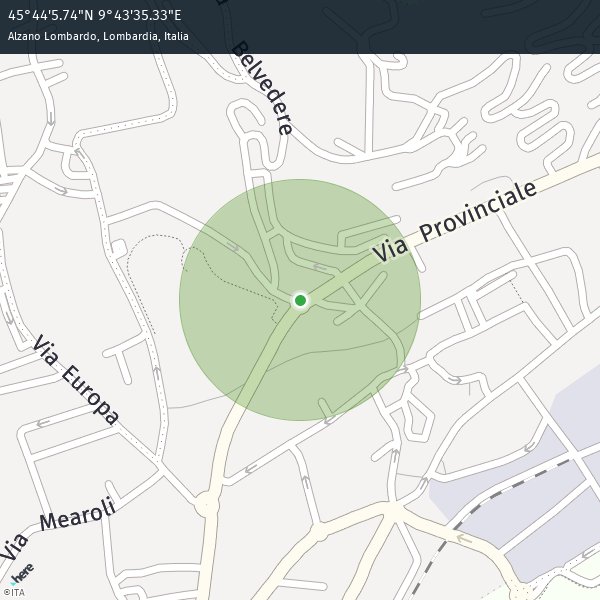 45°44'5.74"N 9°43'35.33"E
Alzano Lombardo, Lombardia, Italia
Belvedere
Via Provinciale
Via Europa
Via Mearoli
here
©ITA